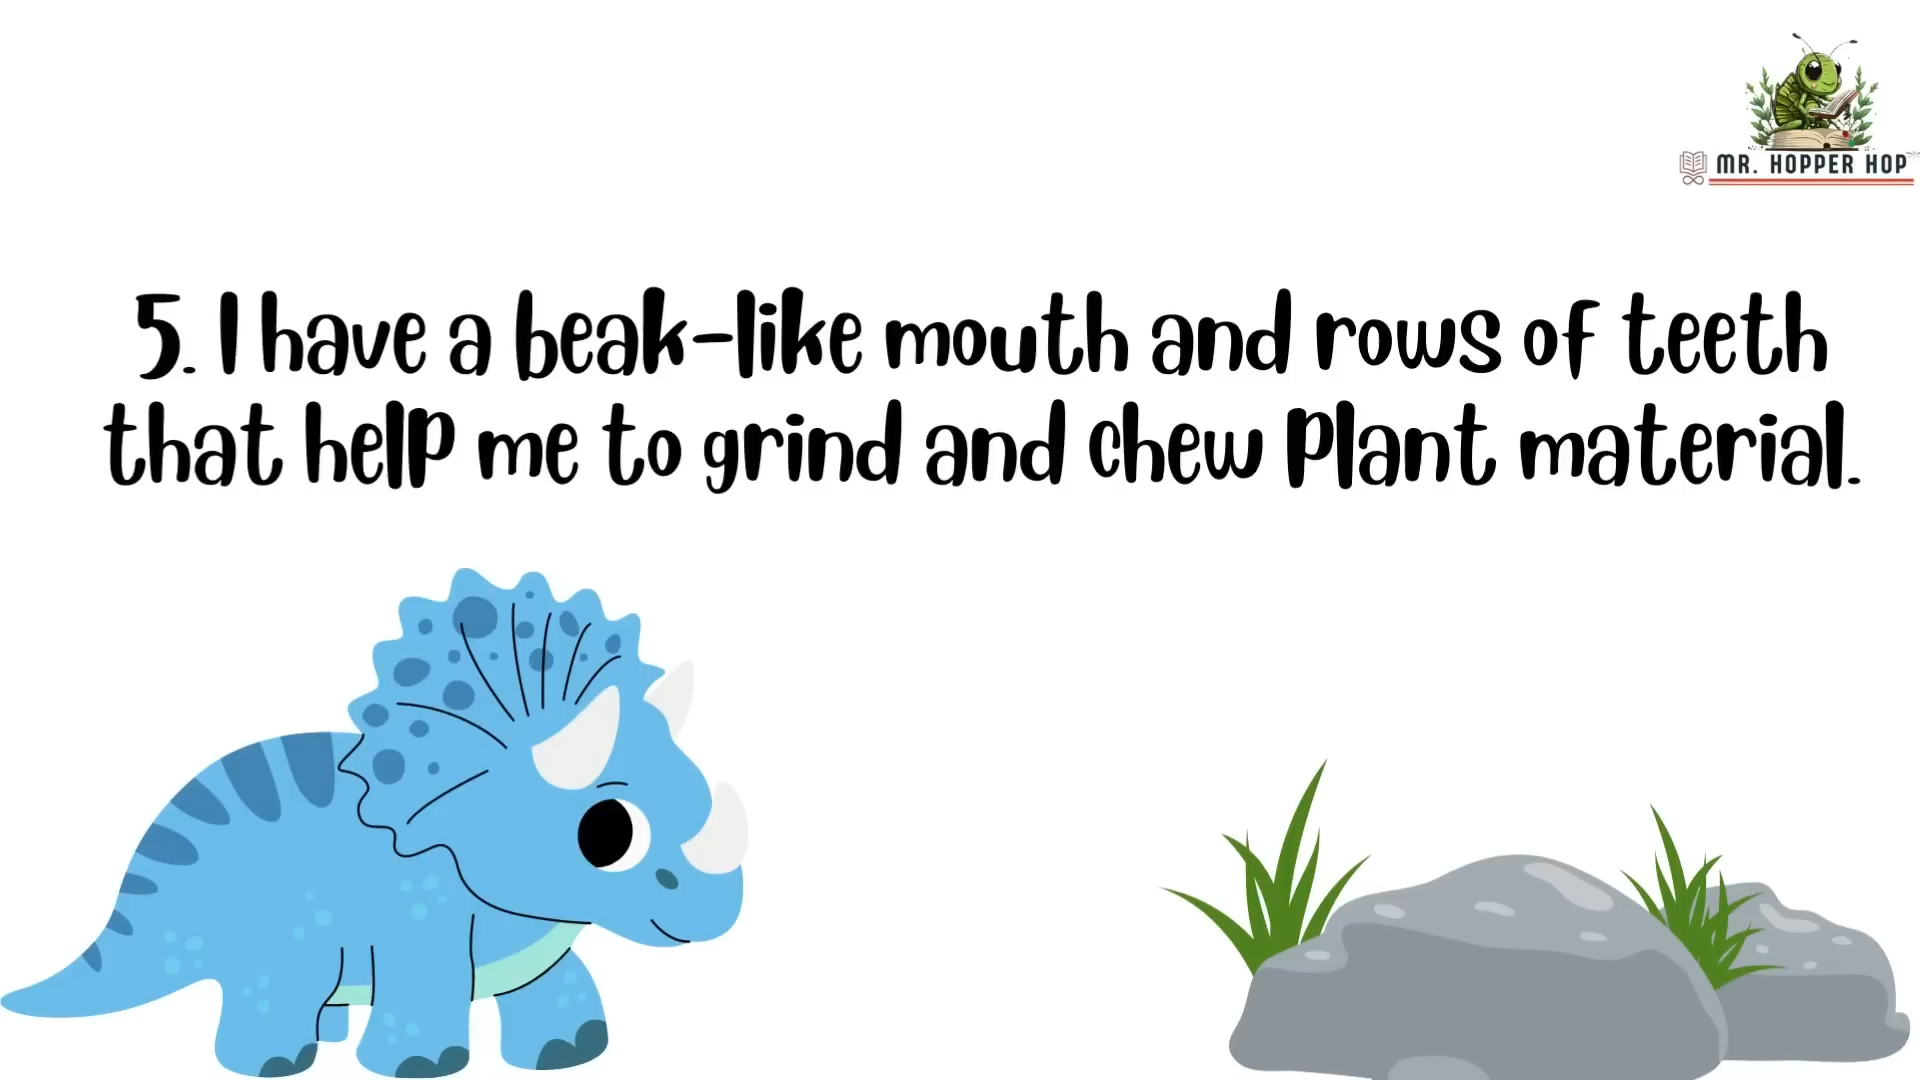 MR. HOPPER HOP
5. I have a beak-like mouth and rows of teeth
that help me to grind and chew plant material.